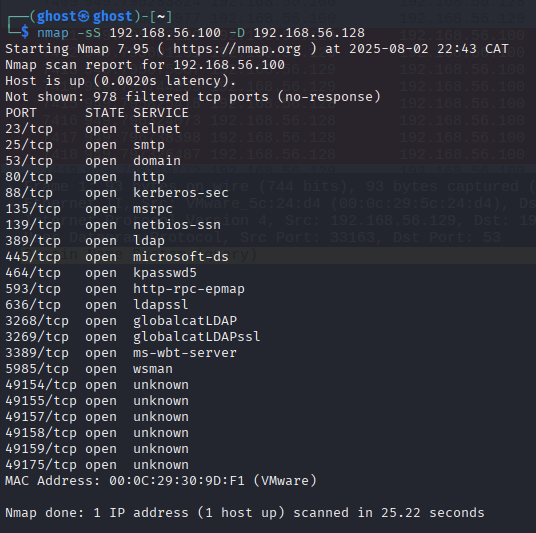 ┌──(ghost㉿ghost)-[~]
└─$ nmap -sS 192.168.56.100 -D 192.168.56.128
Starting Nmap 7.95 ( https://nmap.org ) at 2025-08-02 22:43 CAT
Nmap scan report for 192.168.56.100
Host is up (0.0020s latency).
Not shown: 978 filtered tcp ports (no-response)
PORT      STATE SERVICE
23/tcp    open  telnet
25/tcp    open  smtp
53/tcp    open  domain
80/tcp    open  http
88/tcp    open  kerberos-sec
135/tcp   open  msrpc
139/tcp   open  netbios-ssn
389/tcp   open  ldap
445/tcp   open  microsoft-ds
464/tcp   open  kpasswd5
593/tcp   open  http-rpc-epmap
636/tcp   open  ldapssl
3268/tcp  open  globalcatLDAP
3269/tcp  open  globalcatLDAPssl
3389/tcp  open  ms-wbt-server
5985/tcp  open  wsman
49154/tcp open  unknown
49155/tcp open  unknown
49157/tcp open  unknown
49158/tcp open  unknown
49159/tcp open  unknown
49175/tcp open  unknown
MAC Address: 00:0C:29:30:9D:F1 (VMware)
Nmap done: 1 IP address (1 host up) scanned in 25.22 seconds